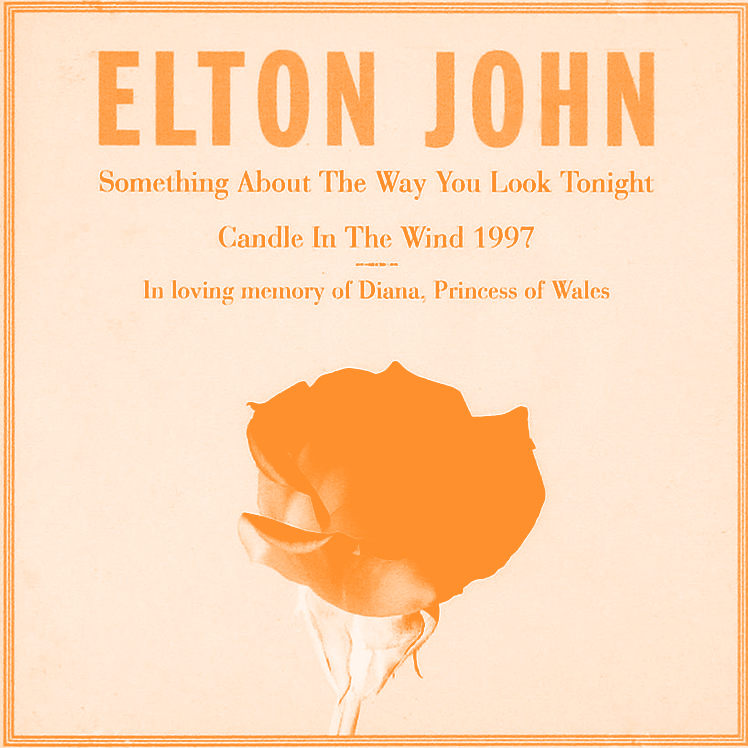 ELTON JOHN
Something About The Way You Look Tonight
Candle In The Wind 1997
In loving memory of Diana, Princess of Wales